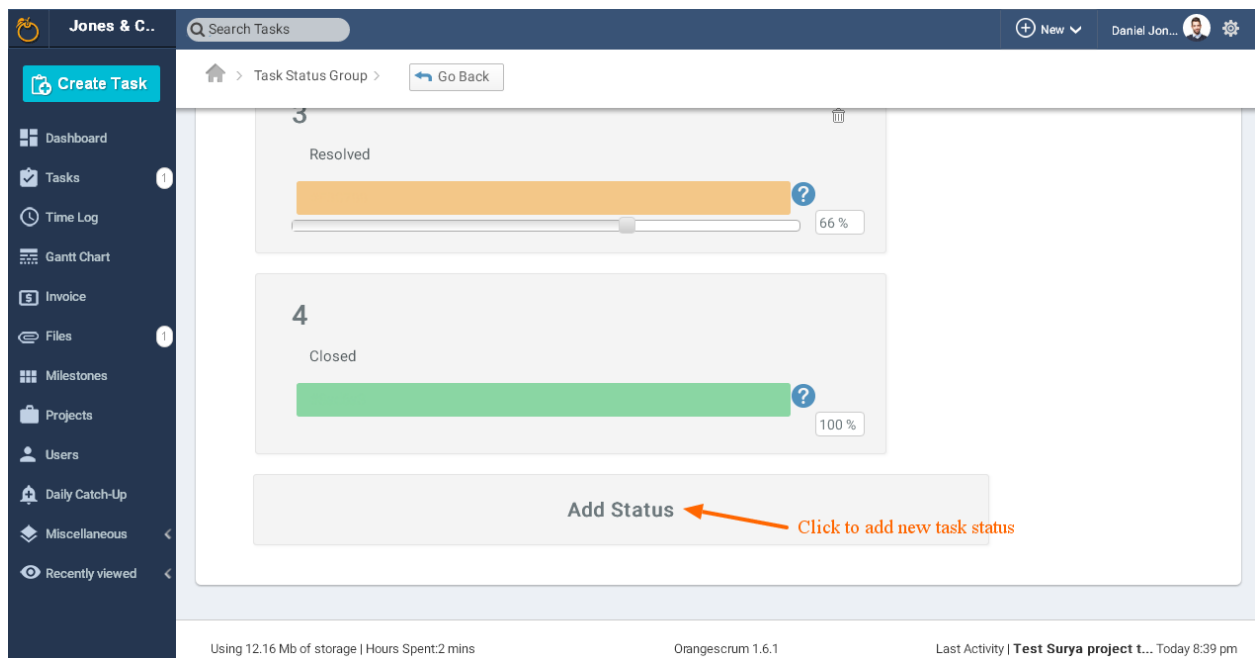 Jones & C..
Search Tasks
New
Daniel Jon...
Create Task
Task Status Group >
Go Back
Dashboard
Tasks
1
Time Log
Gantt Chart
Invoice
Files
1
Milestones
Projects
Users
Daily Catch-Up
Miscellaneous
Recently viewed
3
Resolved
?
66 %
4
Closed
?
100 %
Add Status
Click to add new task status
Using 12.16 Mb of storage | Hours Spent:2 mins
Orangescrum 1.6.1
Last Activity | Test Surya project t... Today 8:39 pm